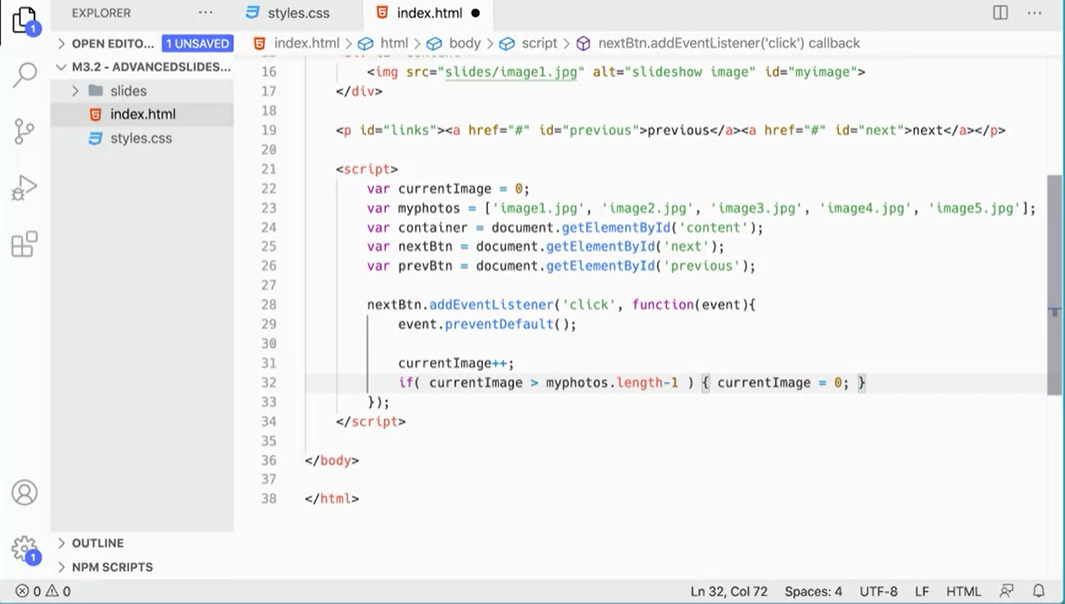 EXPLORER ...
styles.css
index.html
1
OPEN EDITO... 1 UNSAVED
index.html > html > body > script > nextBtn.addEventListener('click') callback
M3.2 - ADVANCEDSLIDES...
slides
index.html
styles.css
16 <img src="slides/image1.jpg" alt="slideshow image" id="myimage">
17 </div>
18
19 <p id="links"><a href="#" id="previous">previous</a><a href="#" id="next">next</a></p>
20
21 <script>
22 var currentImage = 0;
23 var myphotos = ['image1.jpg', 'image2.jpg', 'image3.jpg', 'image4.jpg', 'image5.jpg'];
24 var container = document.getElementById('content');
25 var nextBtn = document.getElementById('next');
26 var prevBtn = document.getElementById('previous');
27
28 nextBtn.addEventListener('click', function(event){
29 event.preventDefault();
30
31 currentImage++;
32 if( currentImage > myphotos.length-1 ) { currentImage = 0; }
33 });
34 </script>
35
36 </body>
37
38 </html>
OUTLINE
1
NPM SCRIPTS
0 0
Ln 32, Col 72 Spaces: 4 UTF-8 LF HTML